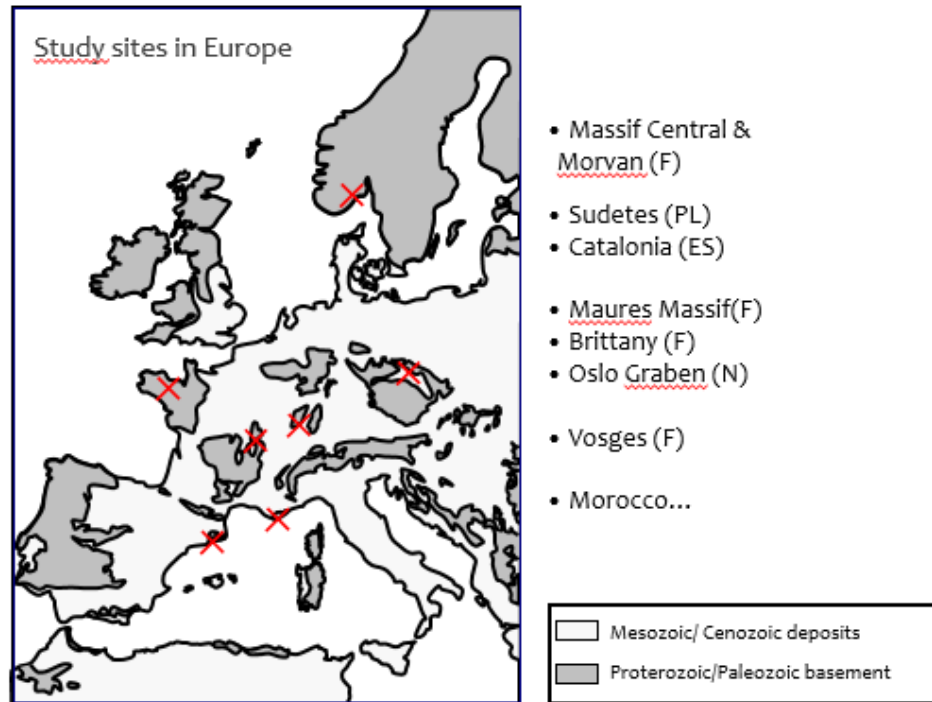 Study sites in Europe
• Massif Central &
Morvan (F)
• Sudetes (PL)
• Catalonia (ES)
• Maures Massif(F)
• Brittany (F)
• Oslo Graben (N)
• Vosges (F)
• Morocco...
Mesozoic/ Cenozoic deposits
Proterozoic/Paleozoic basement